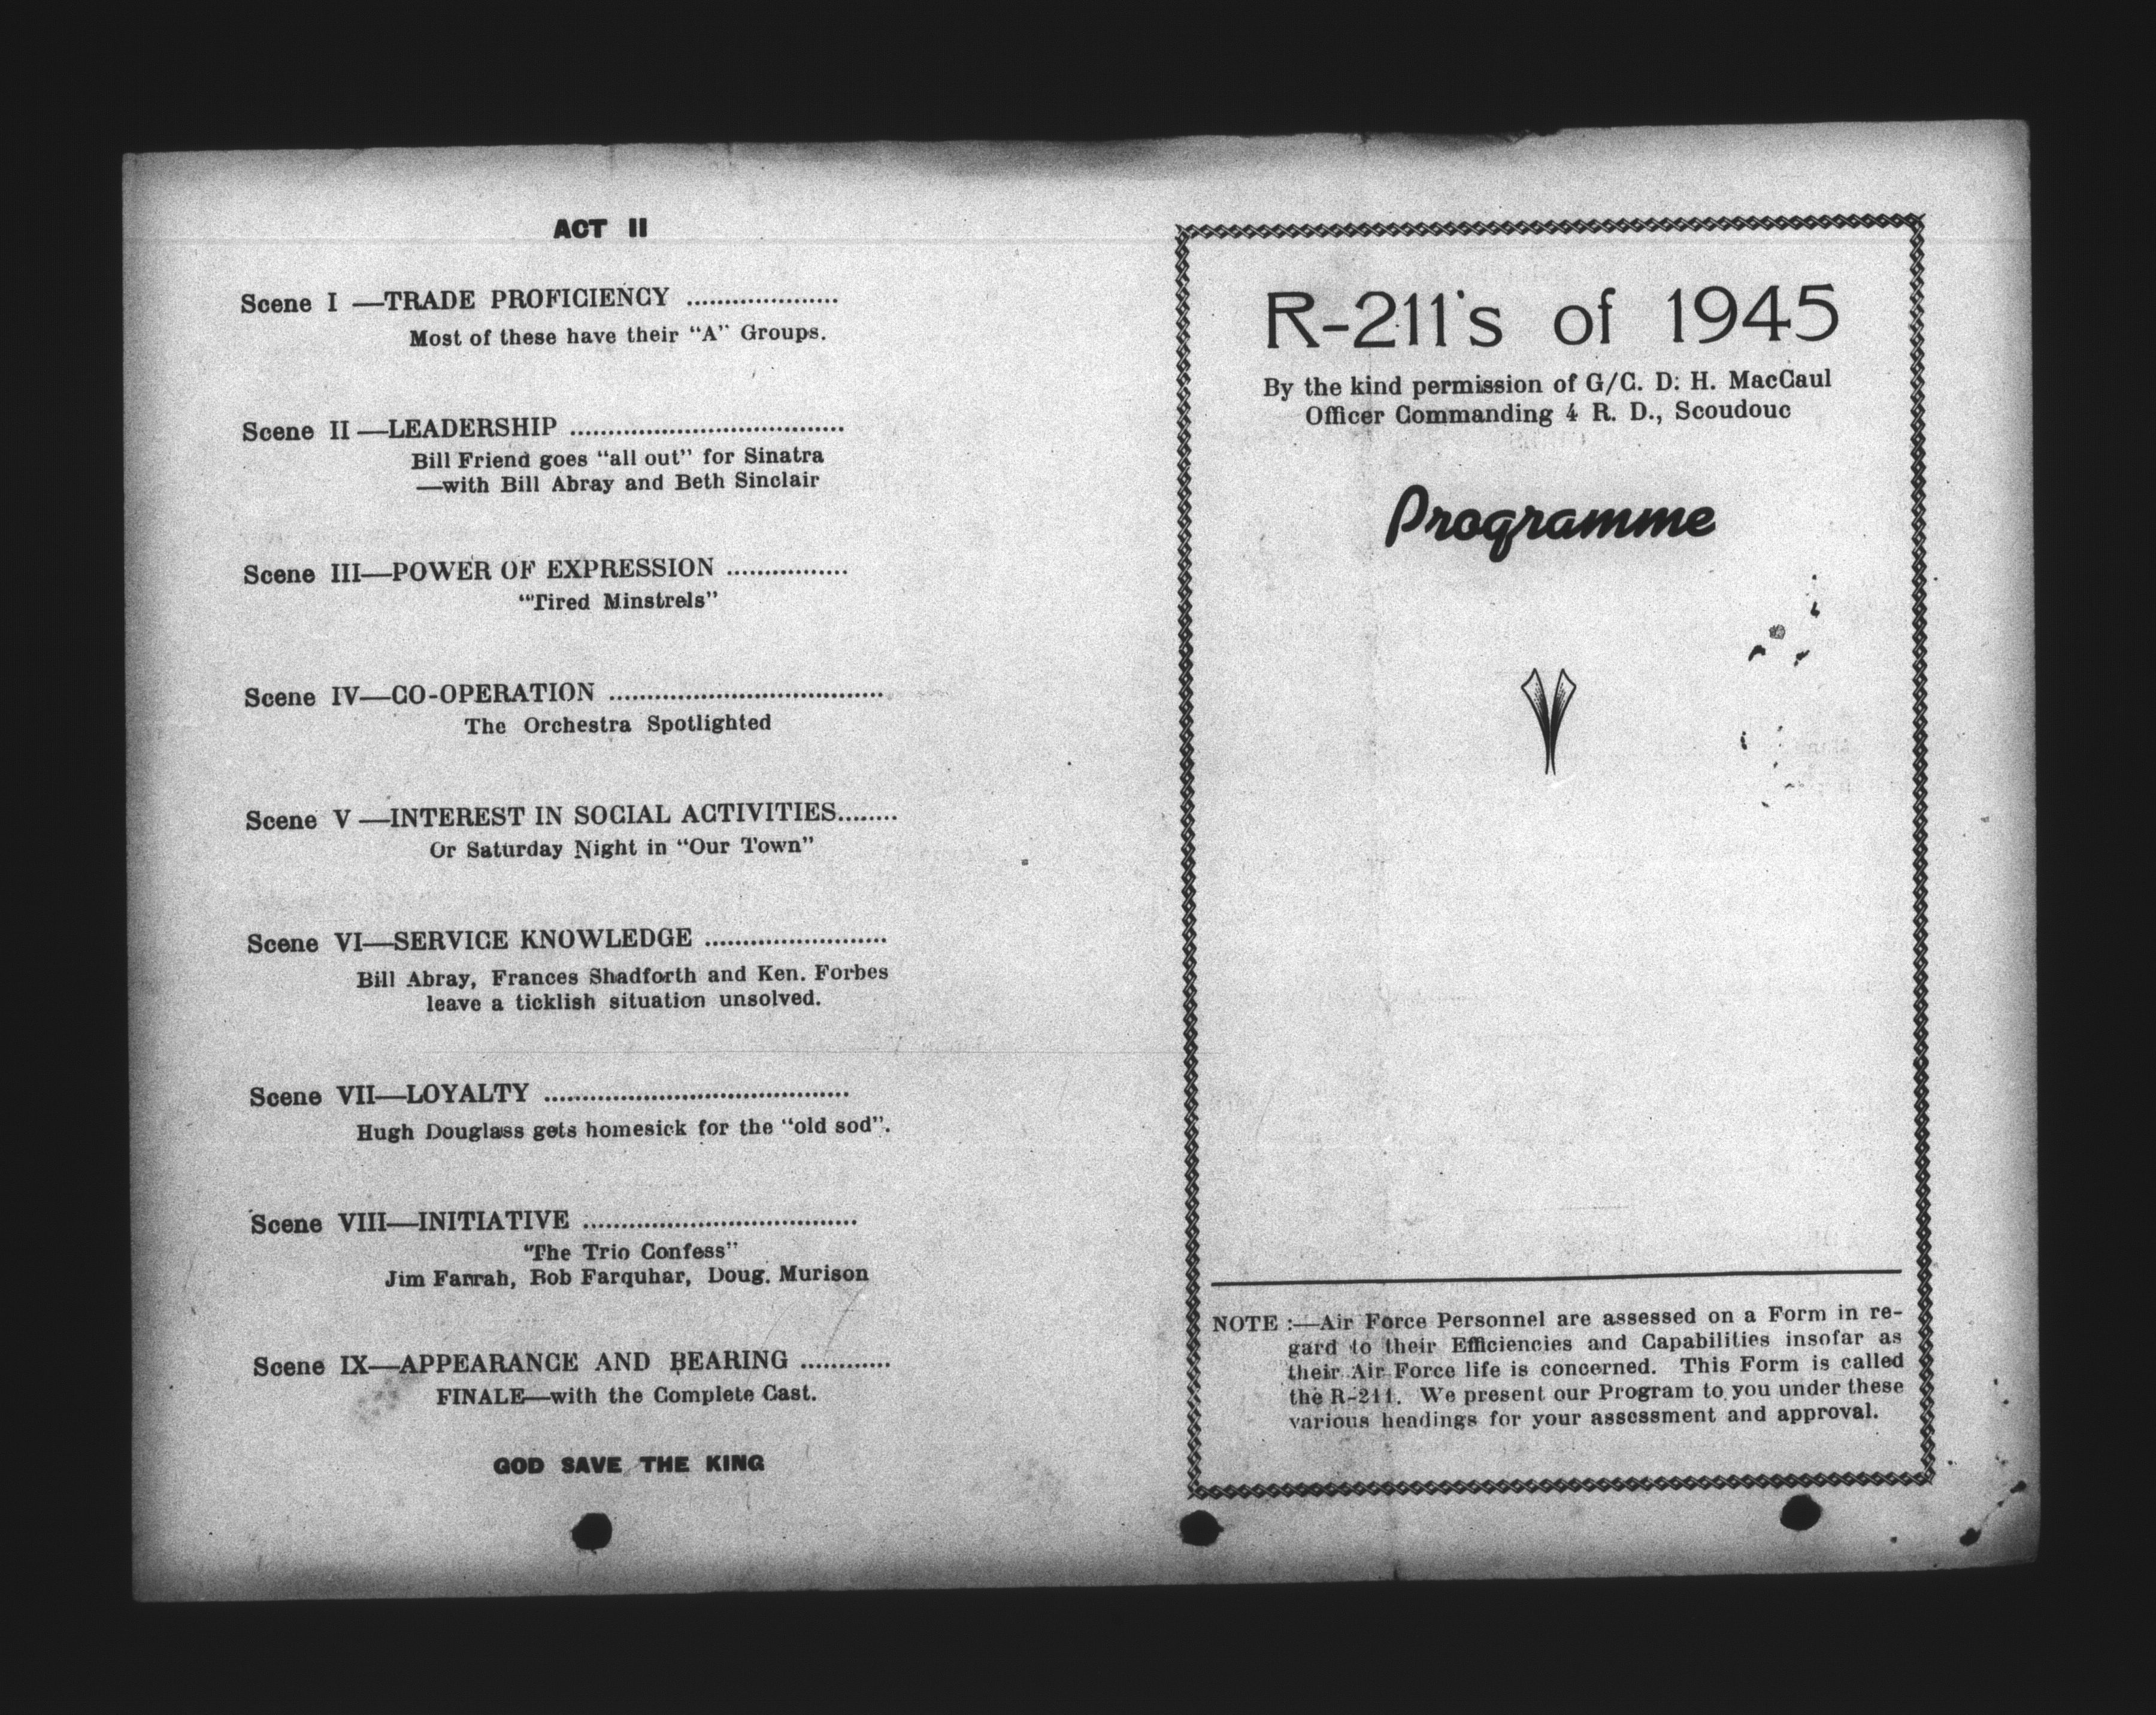 ACT II
Scene I —TRADE PROFICIENCY ....................
Most of these have their "A" Groups.
Scene II —LEADERSHIP ....................................
Bill Friend goes "all out" for Sinatra
—with Bill Abray and Beth Sinclair
Scene III—POWER OF EXPRESSION ................
"Tired Minstrels"
Scene IV—CO-OPERATION ....................................
The Orchestra Spotlighted
Scene V —INTEREST IN SOCIAL ACTIVITIES........
Or Saturday Night in "Our Town"
Scene VI—SERVICE KNOWLEDGE ........................
Bill Abray, Frances Shadforth and Ken. Forbes
leave a ticklish situation unsolved.
Scene VII—LOYALTY ........................................
Hugh Douglass gets homesick for the "old sod".
Scene VIII—INITIATIVE ....................................
"The Trio Confess"
Jim Farrah, Bob Farquhar, Doug. Murison
Scene IX—APPEARANCE AND BEARING ............
FINALE—with the Complete Cast.
GOD SAVE THE KING
R-211's of 1945
By the kind permission of G/C. D. H. MacCaul
Officer Commanding 4 R. D., Scoudouc
Programme
NOTE :—Air Force Personnel are assessed on a Form in re-
gard to their Efficiencies and Capabilities insofar as
their Air Force life is concerned. This Form is called
the R-211. We present our Program to you under these
various headings for your assessment and approval.